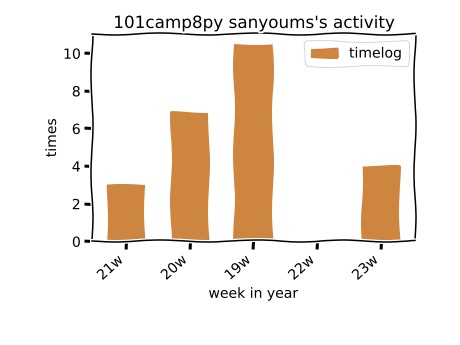 101camp8py sanyoums's activity
timelog
10
8
6
4
2
0
times
21w 20w 19w 22w 23w
week in year